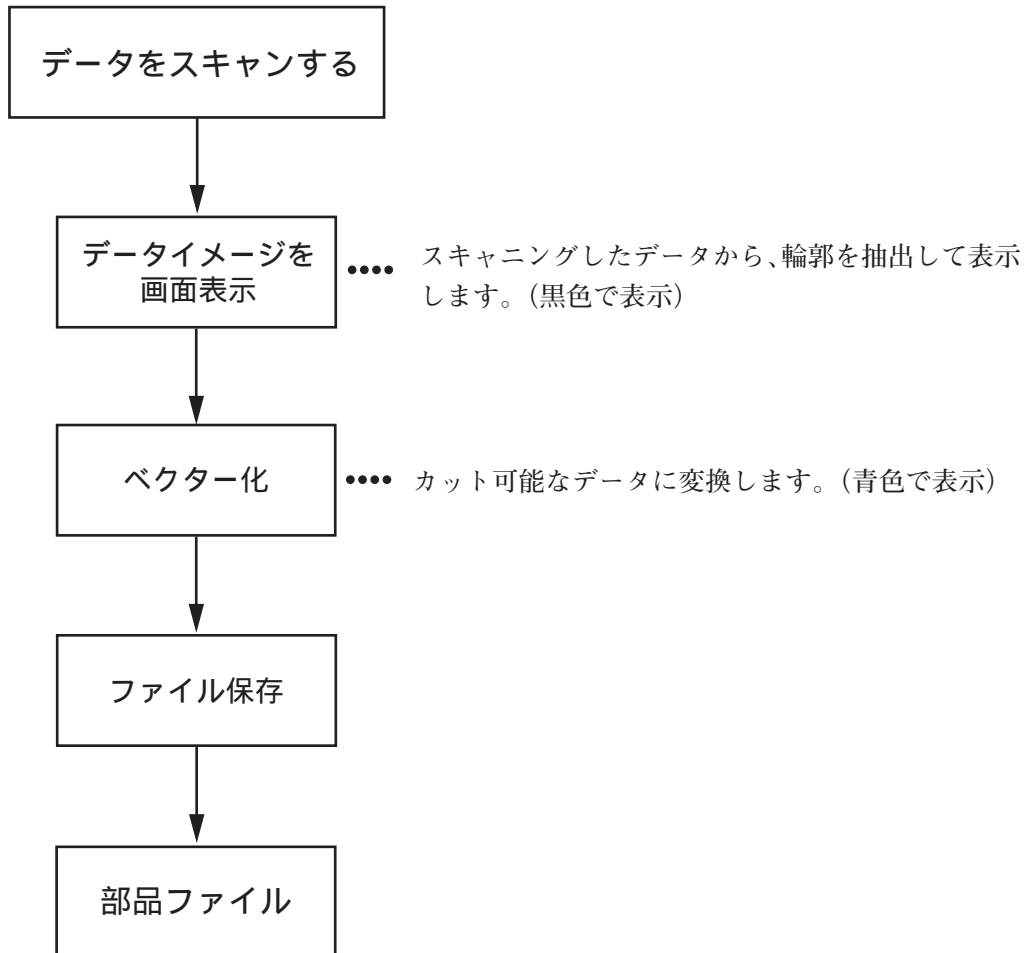 データをスキャンする
データイメージを
画面表示
スキャニングしたデータから、輪郭を抽出して表示
します。（黒色で表示）
ベクター化
カット可能なデータに変換します。（青色で表示）
ファイル保存
部品ファイル